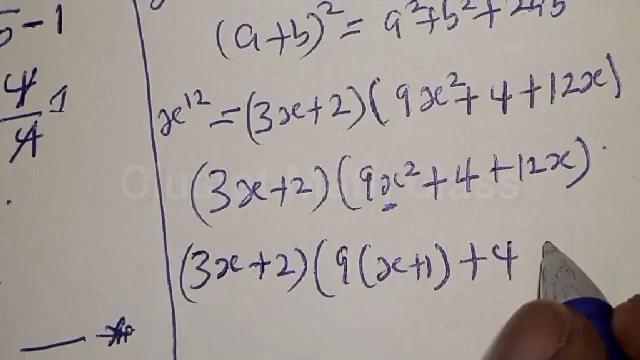 5-1
4/4 1
(a+b)² = a²+b²+2ab
x¹² = (3x+2)(9x²+4+12x)
(3x+2)(9x²+4+12x).
(3x+2)(9(x+1)+4